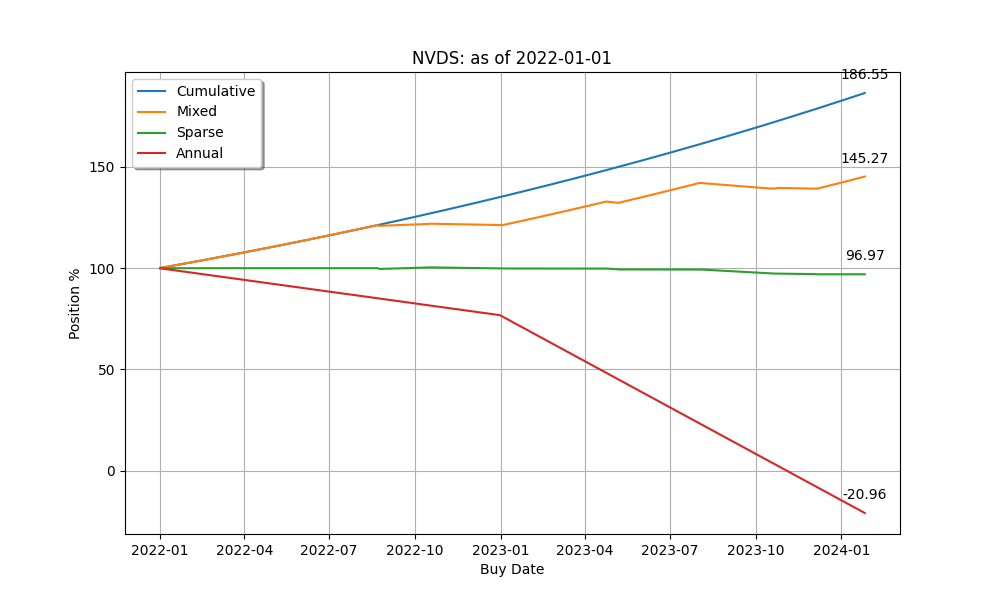 NVDS: as of 2022-01-01
Cumulative
Mixed
Sparse
Annual
186.55
145.27
96.97
-20.96
150
100
50
0
Position %
2022-01 2022-04 2022-07 2022-10 2023-01 2023-04 2023-07 2023-10 2024-01
Buy Date